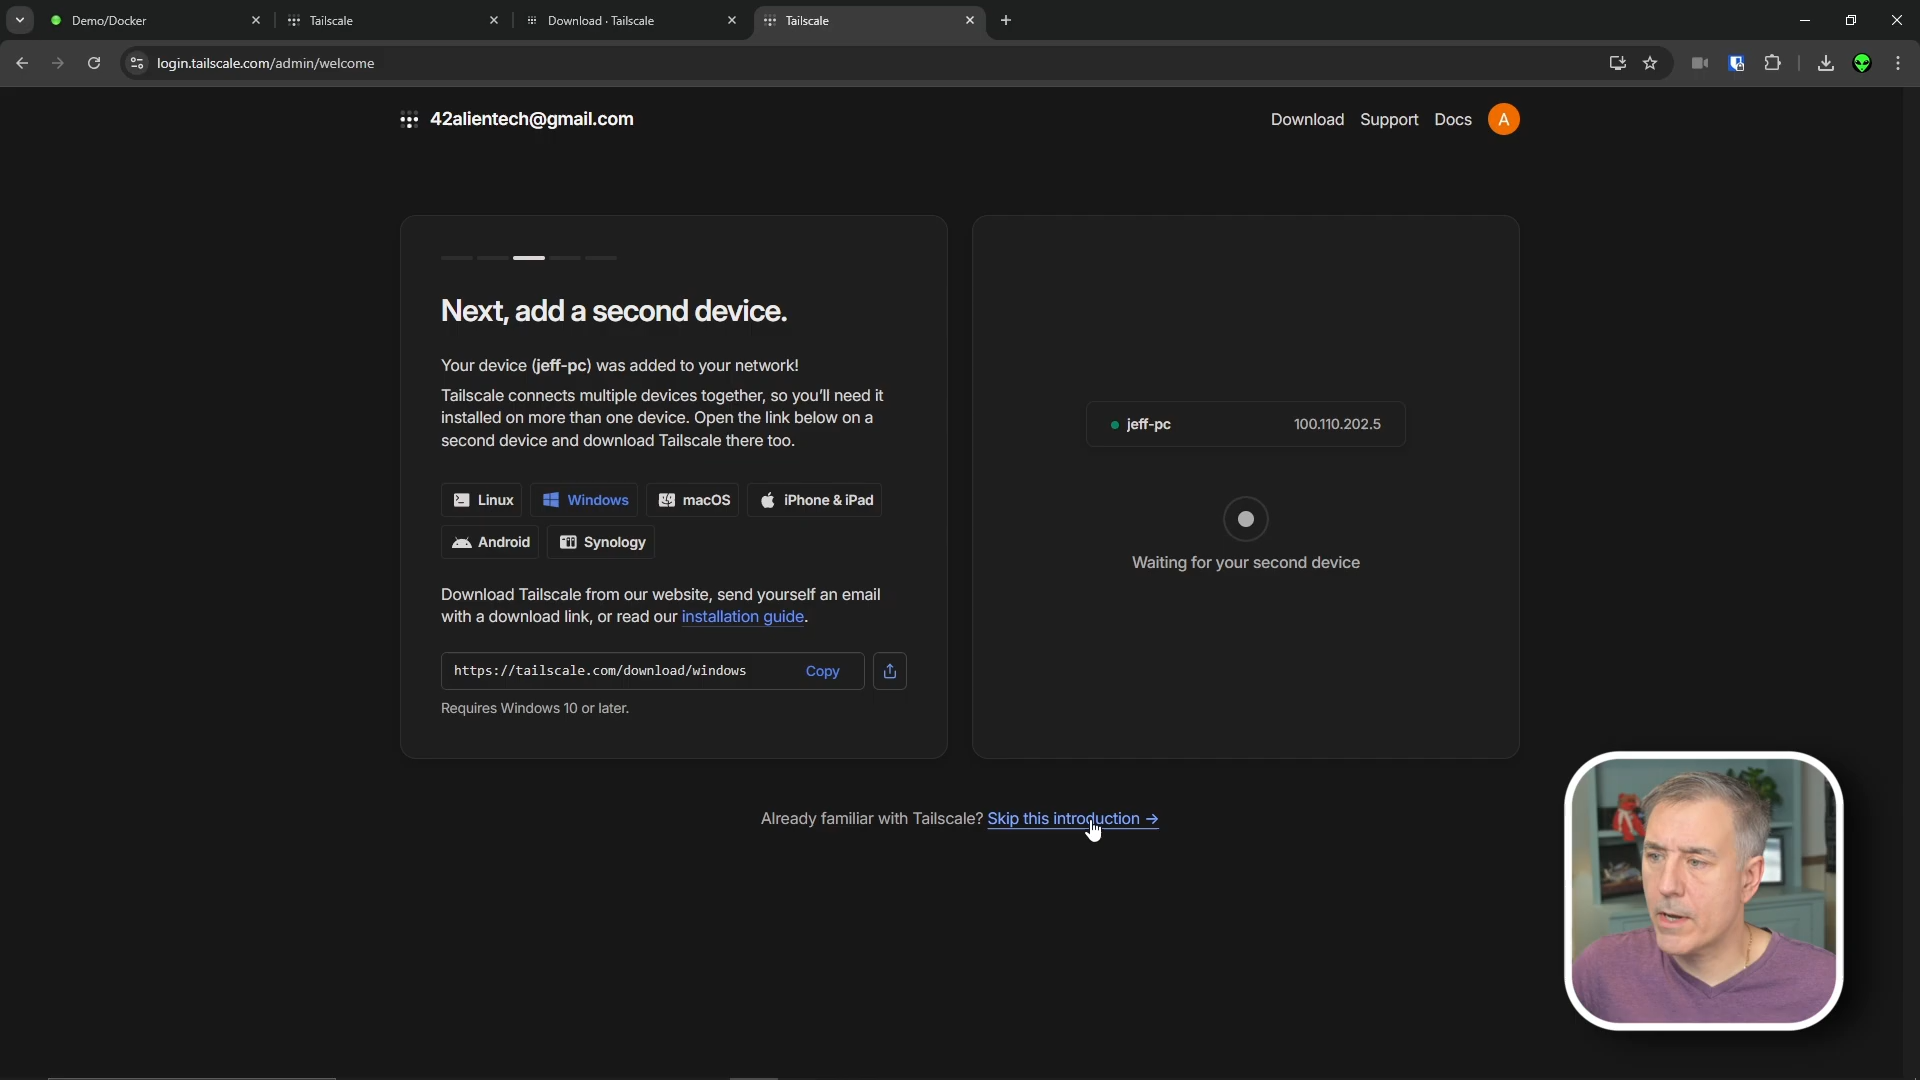 Demo/Docker
Tailscale
Download · Tailscale
Tailscale
login.tailscale.com/admin/welcome
42alientech@gmail.com
Download Support Docs A
Next, add a second device.
Your device (jeff-pc) was added to your network!
Tailscale connects multiple devices together, so you'll need it
installed on more than one device. Open the link below on a
second device and download Tailscale there too.
Linux Windows macOS iPhone & iPad
Android Synology
Download Tailscale from our website, send yourself an email
with a download link, or read our installation guide.
https://tailscale.com/download/windows Copy
Requires Windows 10 or later.
jeff-pc 100.110.202.5
Waiting for your second device
Already familiar with Tailscale? Skip this introduction →